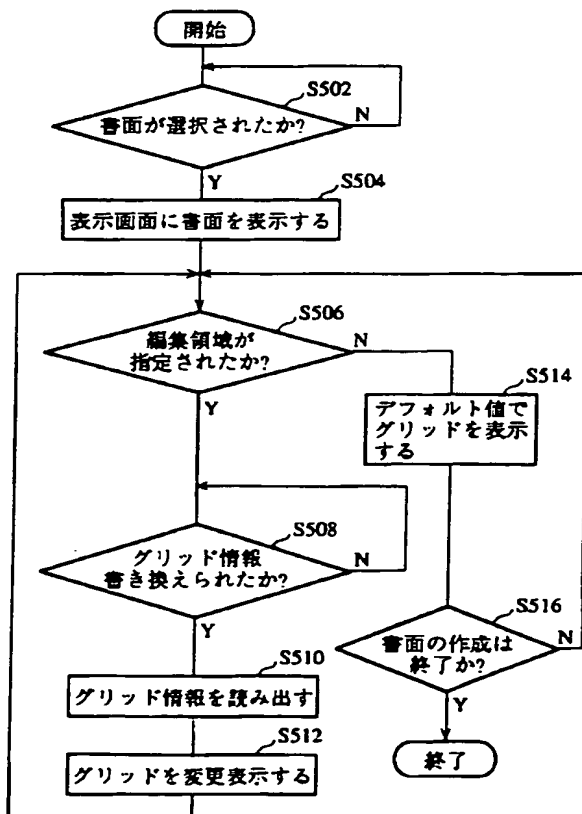 開始
S502
書面が選択されたか?
N
Y
S504
表示画面に書面を表示する
S506
編集領域が
指定されたか?
N
Y
S514
デフォルト値で
グリッドを表示
する
S508
グリッド情報
書き換えられたか?
N
Y
S516
書面の作成は
終了か?
N
Y
S510
グリッド情報を読み出す
S512
グリッドを変更表示する
終了